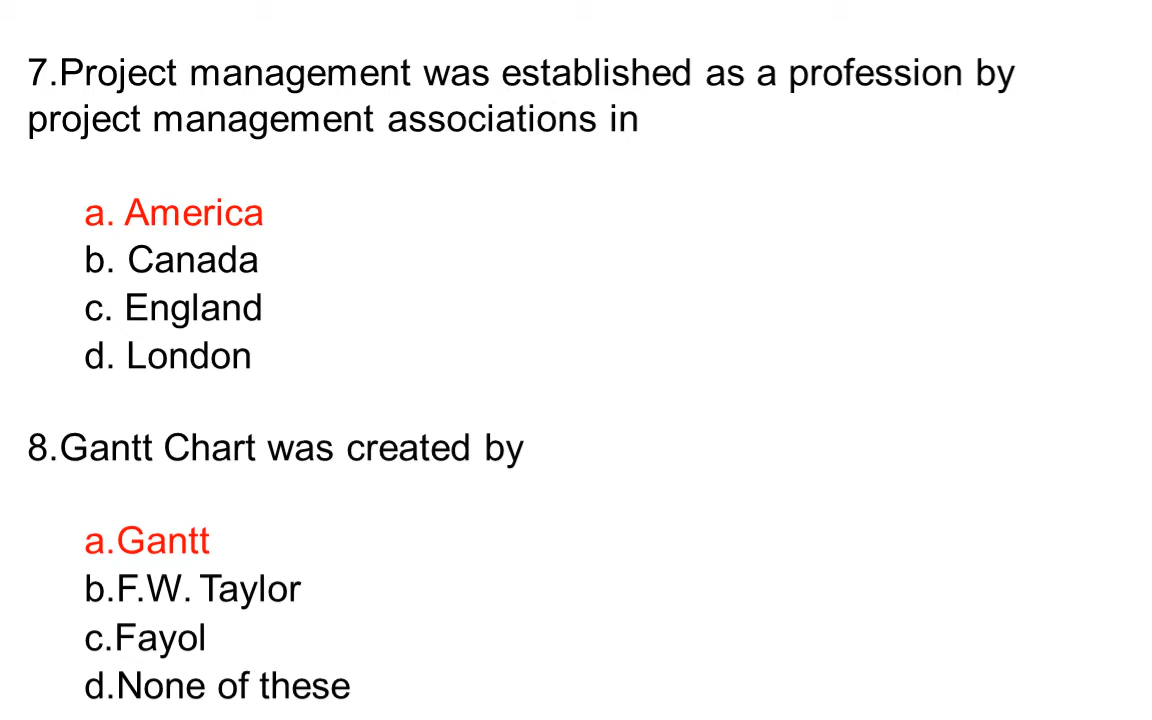 7.Project management was established as a profession by
project management associations in
a. America
b. Canada
c. England
d. London
8.Gantt Chart was created by
a.Gantt
b.F.W. Taylor
c.Fayol
d.None of these